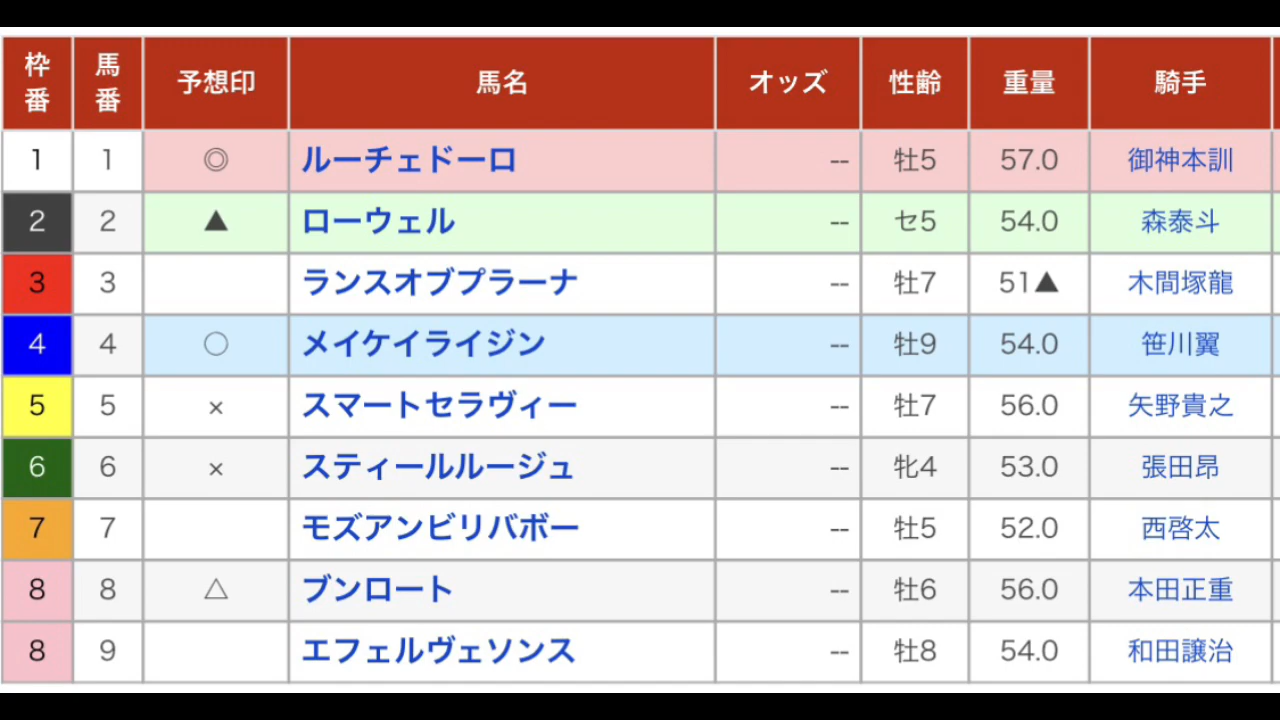 枠番 馬番 予想印 馬名 オッズ 性齢 重量 騎手
1 1 ◎ ルーチェドーロ -- 牡5 57.0 御神本訓
2 2 ▲ ローウェル -- セ5 54.0 森泰斗
3 3 ランスオブプラーナ -- 牡7 51▲ 木間塚龍
4 4 ○ メイケイライジン -- 牡9 54.0 笹川翼
5 5 × スマートセラヴィー -- 牡7 56.0 矢野貴之
6 6 × スティールルージュ -- 牝4 53.0 張田昂
7 7 モズアンビリバボー -- 牡5 52.0 西啓太
8 8 △ ブンロート -- 牡6 56.0 本田正重
8 9 エフェルヴェソンス -- 牡8 54.0 和田譲治